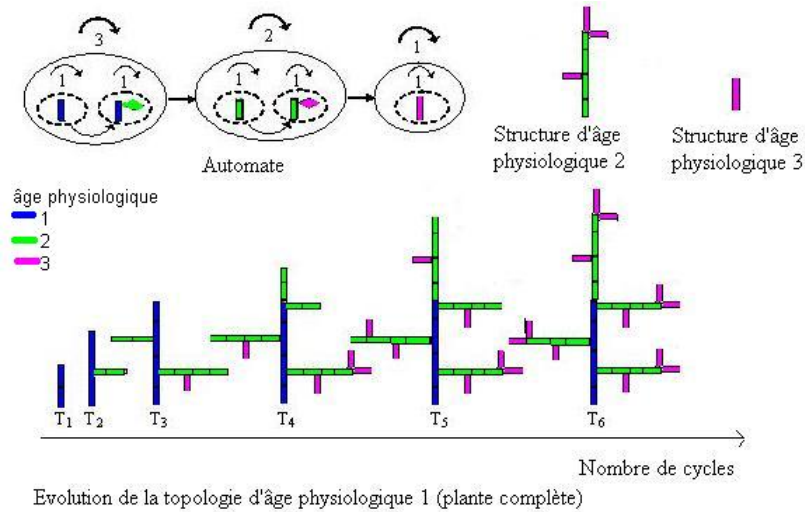 3
2
1
1
1
1
1
1
Automate
Structure d'âge
physiologique 2
Structure d'âge
physiologique 3
âge physiologique
1
2
3
T1
T2
T3
T4
T5
T6
Nombre de cycles
Evolution de la topologie d'âge physiologique 1 (plante complète)